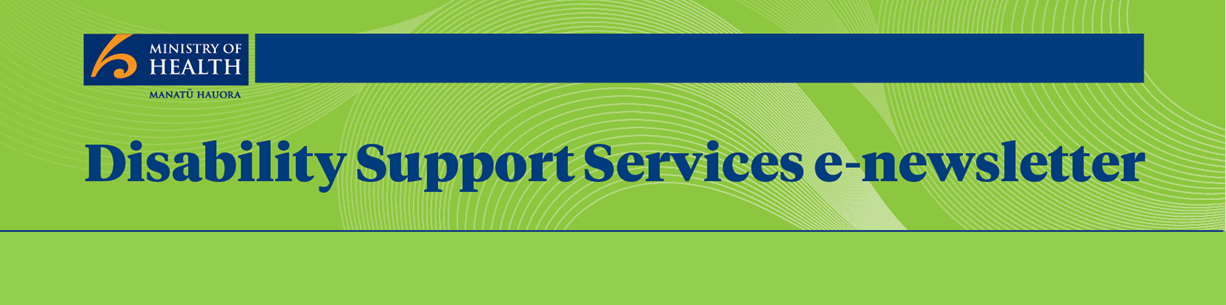 MINISTRY OF
HEALTH
MANATŪ HAUORA
Disability Support Services e-newsletter